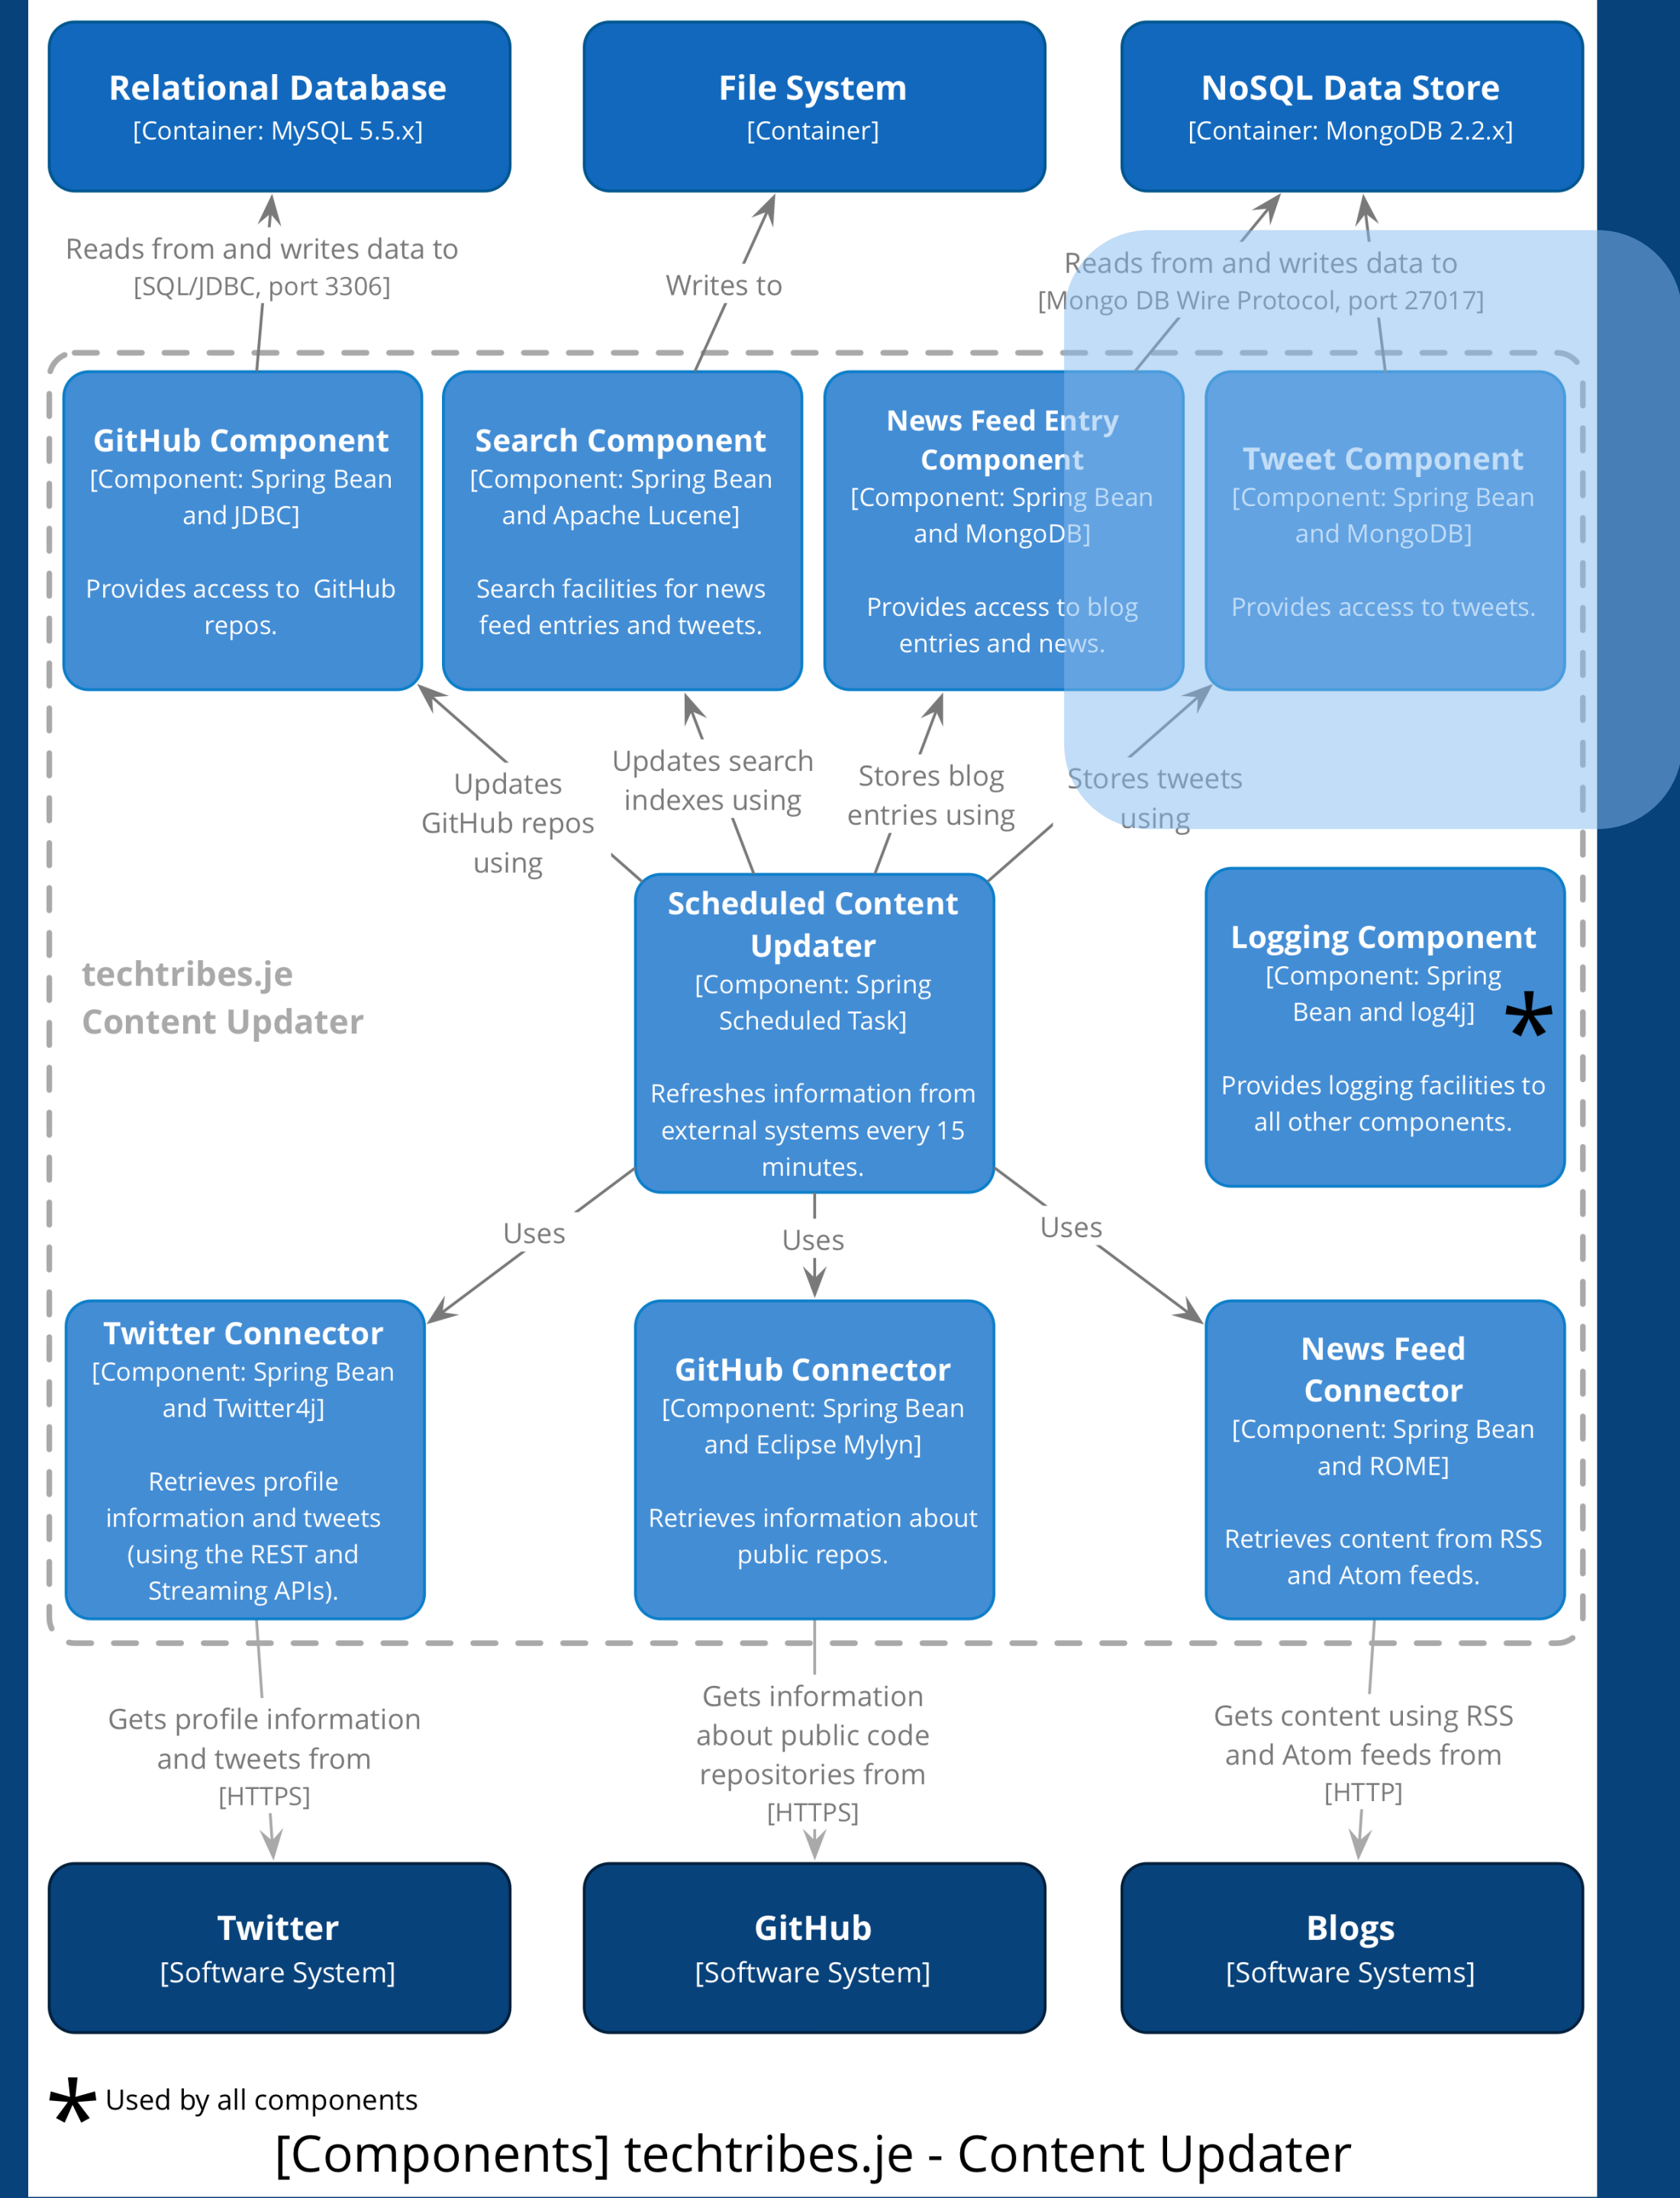 Relational Database
[Container: MySQL 5.5.x]
File System
[Container]
NoSQL Data Store
[Container: MongoDB 2.2.x]
Reads from and writes data to
[SQL/JDBC, port 3306]
Writes to
Reads from and writes data to
[Mongo DB Wire Protocol, port 27017]
GitHub Component
[Component: Spring Bean
and JDBC]
Provides access to  GitHub
repos.
Search Component
[Component: Spring Bean
and Apache Lucene]
Search facilities for news
feed entries and tweets.
News Feed Entry
Component
[Component: Spring Bean
and MongoDB]
Provides access to blog
entries and news.
Tweet Component
[Component: Spring Bean
and MongoDB]
Provides access to tweets.
Updates
GitHub repos
using
Updates search
indexes using
Stores blog
entries using
Stores tweets
using
techtribes.je
Content Updater
Scheduled Content
Updater
[Component: Spring
Scheduled Task]
Refreshes information from
external systems every 15
minutes.
Logging Component
[Component: Spring
Bean and log4j]
*
Provides logging facilities to
all other components.
Uses
Uses
Uses
Twitter Connector
[Component: Spring Bean
and Twitter4j]
Retrieves profile
information and tweets
(using the REST and
Streaming APIs).
GitHub Connector
[Component: Spring Bean
and Eclipse Mylyn]
Retrieves information about
public repos.
News Feed
Connector
[Component: Spring Bean
and ROME]
Retrieves content from RSS
and Atom feeds.
Gets profile information
and tweets from
[HTTPS]
Gets information
about public code
repositories from
[HTTPS]
Gets content using RSS
and Atom feeds from
[HTTP]
Twitter
[Software System]
GitHub
[Software System]
Blogs
[Software Systems]
* Used by all components
[Components] techtribes.je - Content Updater